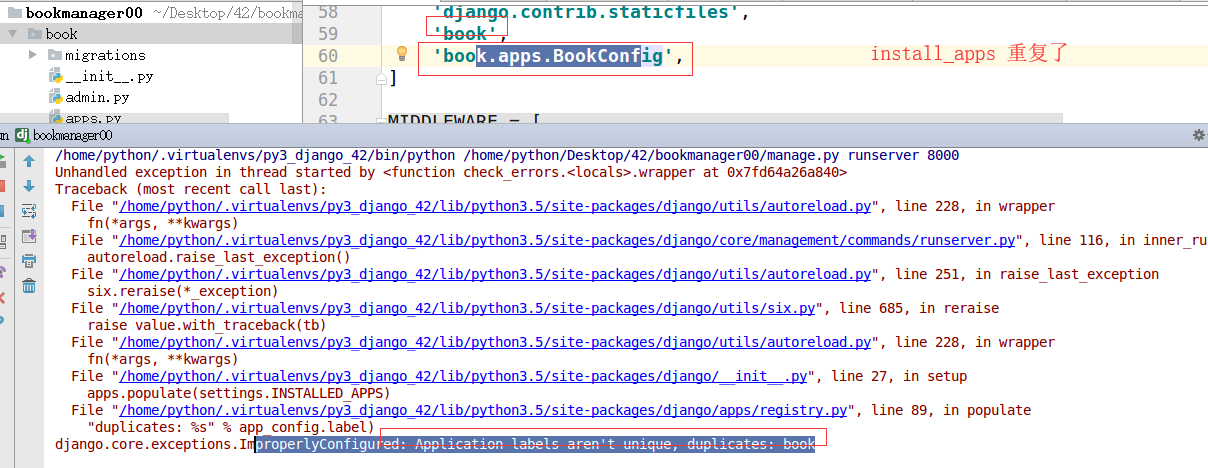 bookmanager00 ~/Desktop/42/bookma
book
migrations
__init__.py
admin.py
apps.py
58 'django.contrib.staticfiles',
59 'book',
60 'book.apps.BookConfig',
61 ]
62
63 MIDDLEWARE = [
install_apps 重复了
un dj bookmanager00
/home/python/.virtualenvs/py3_django_42/bin/python /home/python/Desktop/42/bookmanager00/manage.py runserver 8000
Unhandled exception in thread started by <function check_errors.<locals>.wrapper at 0x7fd64a26a840>
Traceback (most recent call last):
File "/home/python/.virtualenvs/py3_django_42/lib/python3.5/site-packages/django/utils/autoreload.py", line 228, in wrapper
fn(*args, **kwargs)
File "/home/python/.virtualenvs/py3_django_42/lib/python3.5/site-packages/django/core/management/commands/runserver.py", line 116, in inner_ru
autoreload.raise_last_exception()
File "/home/python/.virtualenvs/py3_django_42/lib/python3.5/site-packages/django/utils/autoreload.py", line 251, in raise_last_exception
six.reraise(*_exception)
File "/home/python/.virtualenvs/py3_django_42/lib/python3.5/site-packages/django/utils/six.py", line 685, in reraise
raise value.with_traceback(tb)
File "/home/python/.virtualenvs/py3_django_42/lib/python3.5/site-packages/django/utils/autoreload.py", line 228, in wrapper
fn(*args, **kwargs)
File "/home/python/.virtualenvs/py3_django_42/lib/python3.5/site-packages/django/__init__.py", line 27, in setup
apps.populate(settings.INSTALLED_APPS)
File "/home/python/.virtualenvs/py3_django_42/lib/python3.5/site-packages/django/apps/registry.py", line 89, in populate
"duplicates: %s" % app_config.label)
django.core.exceptions.ImproperlyConfigured: Application labels aren't unique, duplicates: book